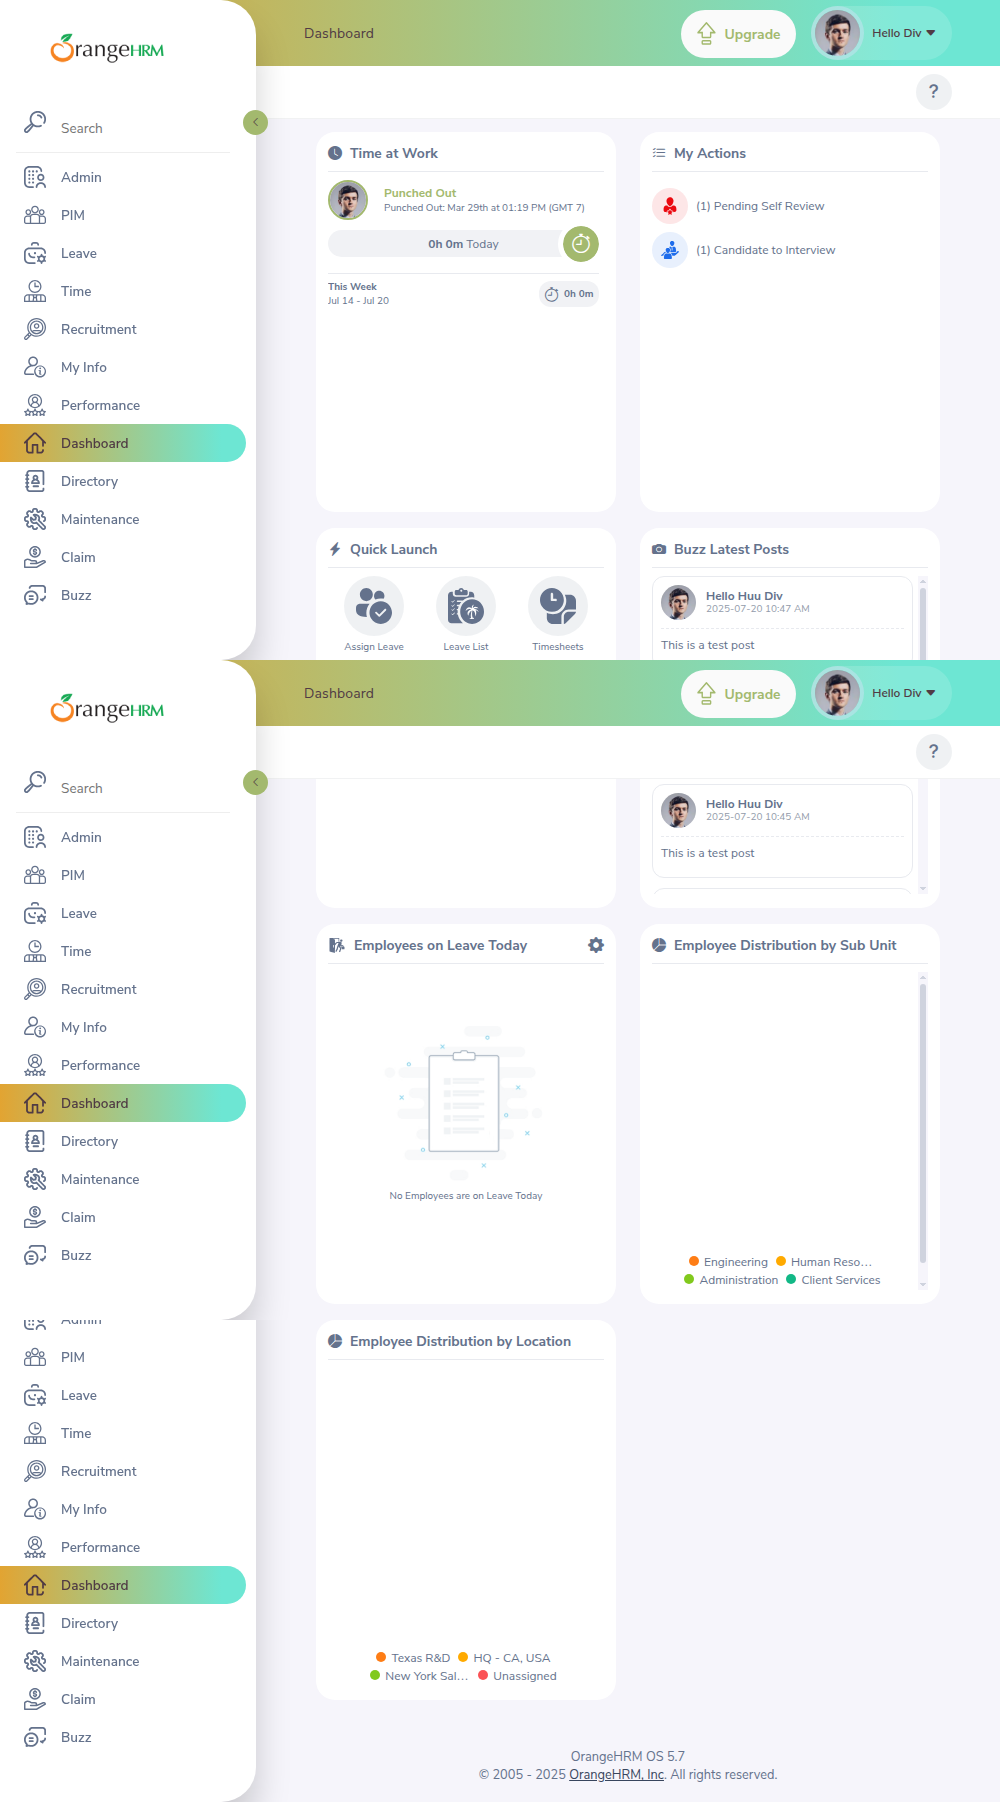 OrangeHRM
Search
Admin
PIM
Leave
Time
Recruitment
My Info
Performance
Dashboard
Directory
Maintenance
Claim
Buzz
Dashboard
Upgrade
Hello Div
?
Time at Work
Punched Out
Punched Out: Mar 29th at 01:19 PM (GMT 7)
0h 0m Today
This Week
Jul 14 - Jul 20
0h 0m
My Actions
(1) Pending Self Review
(1) Candidate to Interview
Quick Launch
Assign Leave
Leave List
Timesheets
Buzz Latest Posts
Hello Huu Div
2025-07-20 10:47 AM
This is a test post
OrangeHRM
Search
Admin
PIM
Leave
Time
Recruitment
My Info
Performance
Dashboard
Directory
Maintenance
Claim
Buzz
Dashboard
Upgrade
Hello Div
?
Hello Huu Div
2025-07-20 10:45 AM
This is a test post
Employees on Leave Today
No Employees are on Leave Today
Employee Distribution by Sub Unit
Engineering
Human Reso...
Administration
Client Services
Admin
PIM
Leave
Time
Recruitment
My Info
Performance
Dashboard
Directory
Maintenance
Claim
Buzz
Employee Distribution by Location
Texas R&D
HQ - CA, USA
New York Sal...
Unassigned
OrangeHRM OS 5.7
© 2005 - 2025 OrangeHRM, Inc. All rights reserved.